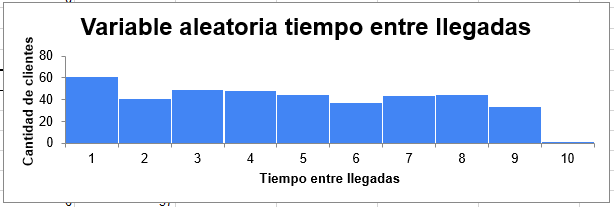 Variable aleatoria tiempo entre llegadas
Cantidad de clientes
80
60
40
20
0
1 2 3 4 5 6 7 8 9 10
Tiempo entre llegadas